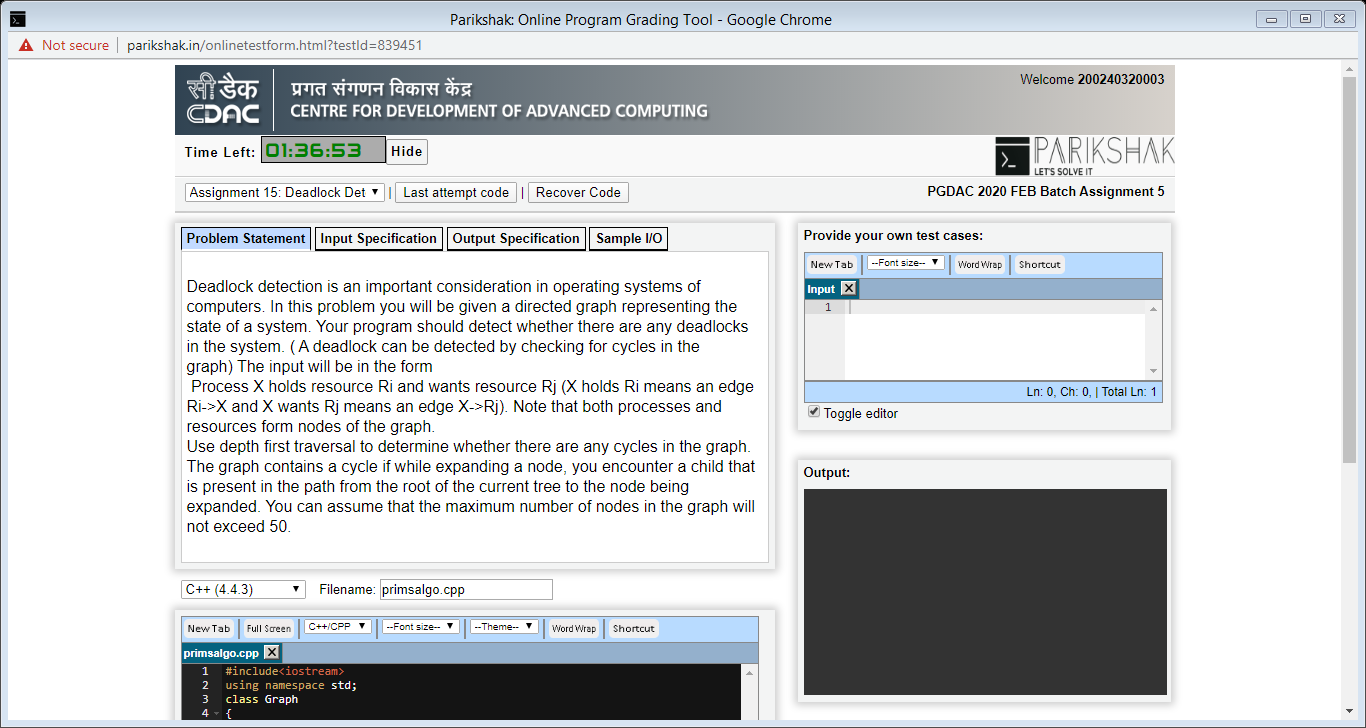 Parikshak: Online Program Grading Tool - Google Chrome
Not secure | parikshak.in/onlinetestform.html?testId=839451
सी डैक
CDAC
प्रगत संगणन विकास केंद्र
CENTRE FOR DEVELOPMENT OF ADVANCED COMPUTING
Welcome 200240320003
Time Left: 01:36:53 Hide
PARIKSHAK
LET'S SOLVE IT
Assignment 15: Deadlock Det | Last attempt code | Recover Code
PGDAC 2020 FEB Batch Assignment 5
Problem Statement Input Specification Output Specification Sample I/O
Deadlock detection is an important consideration in operating systems of
computers. In this problem you will be given a directed graph representing the
state of a system. Your program should detect whether there are any deadlocks
in the system. ( A deadlock can be detected by checking for cycles in the
graph) The input will be in the form
Process X holds resource Ri and wants resource Rj (X holds Ri means an edge
Ri->X and X wants Rj means an edge X->Rj). Note that both processes and
resources form nodes of the graph.
Use depth first traversal to determine whether there are any cycles in the graph.
The graph contains a cycle if while expanding a node, you encounter a child that
is present in the path from the root of the current tree to the node being
expanded. You can assume that the maximum number of nodes in the graph will
not exceed 50.
C++ (4.4.3) Filename: primsalgo.cpp
New Tab Full Screen C++/CPP --Font size-- --Theme-- Word Wrap Shortcut
primsalgo.cpp X
1 #include<iostream>
2 using namespace std;
3 class Graph
4 {
Provide your own test cases:
New Tab --Font size-- Word Wrap Shortcut
Input X
1
Ln: 0, Ch: 0, | Total Ln: 1
Toggle editor
Output: